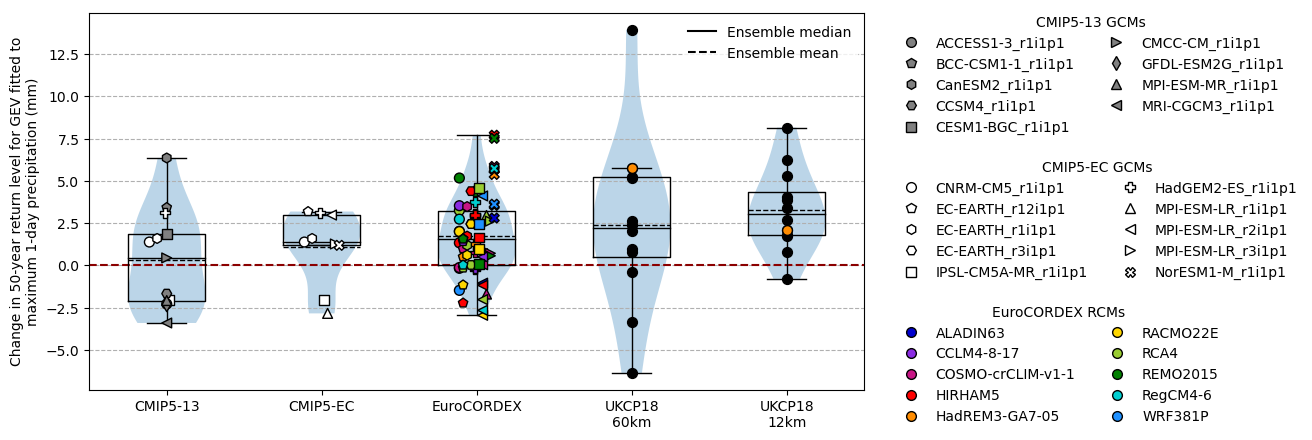 Change in 50-year return level for GEV fitted to
maximum 1-day precipitation (mm)
12.5
10.0
7.5
5.0
2.5
0.0
−2.5
−5.0
Ensemble median
Ensemble mean
CMIP5-13
CMIP5-EC
EuroCORDEX
UKCP18
60km
UKCP18
12km
CMIP5-13 GCMs
ACCESS1-3_r1i1p1
BCC-CSM1-1_r1i1p1
CanESM2_r1i1p1
CCSM4_r1i1p1
CESM1-BGC_r1i1p1
CMCC-CM_r1i1p1
GFDL-ESM2G_r1i1p1
MPI-ESM-MR_r1i1p1
MRI-CGCM3_r1i1p1
CMIP5-EC GCMs
CNRM-CM5_r1i1p1
EC-EARTH_r12i1p1
EC-EARTH_r1i1p1
EC-EARTH_r3i1p1
IPSL-CM5A-MR_r1i1p1
HadGEM2-ES_r1i1p1
MPI-ESM-LR_r1i1p1
MPI-ESM-LR_r2i1p1
MPI-ESM-LR_r3i1p1
NorESM1-M_r1i1p1
EuroCORDEX RCMs
ALADIN63
CCLM4-8-17
COSMO-crCLIM-v1-1
HIRHAM5
HadREM3-GA7-05
RACMO22E
RCA4
REMO2015
RegCM4-6
WRF381P